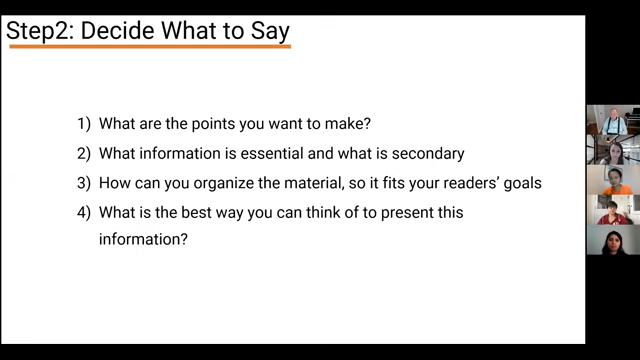 Step2: Decide What to Say
1) What are the points you want to make?
2) What information is essential and what is secondary
3) How can you organize the material, so it fits your readers' goals
4) What is the best way you can think of to present this
information?